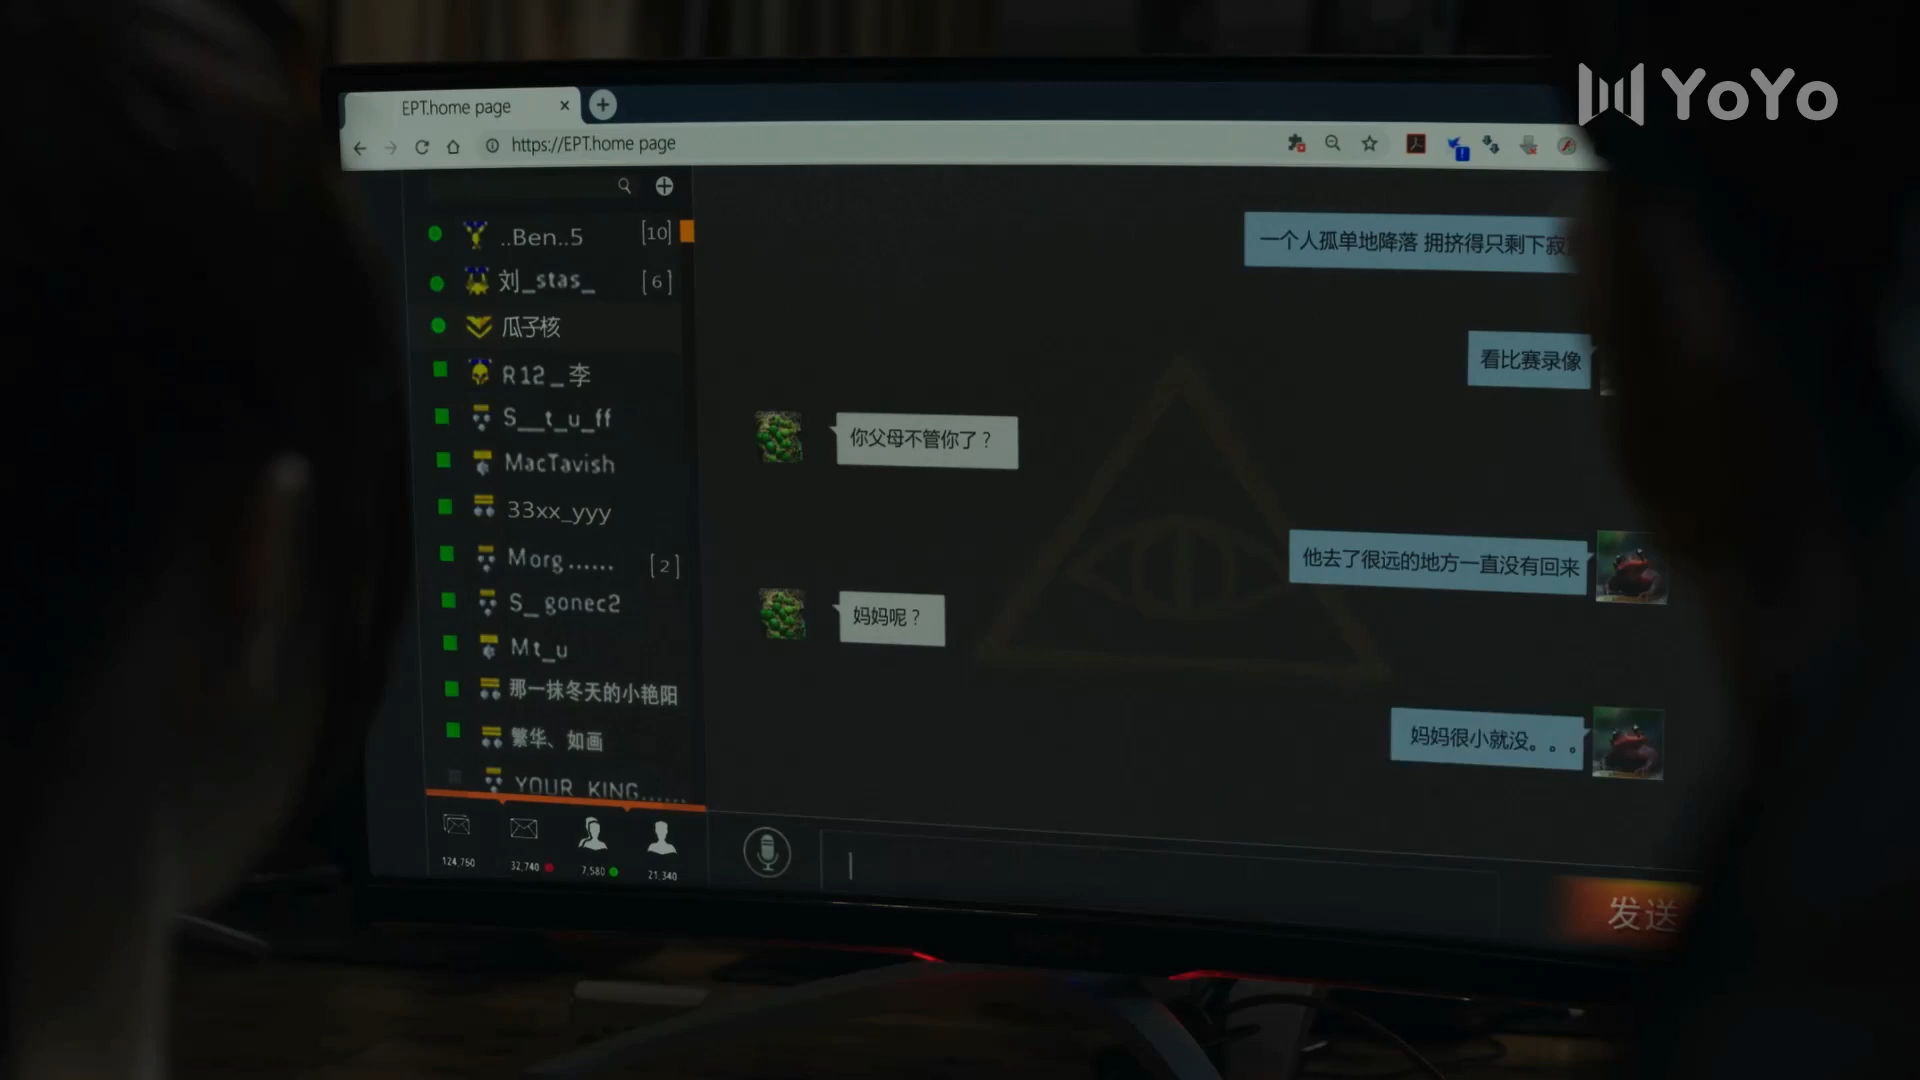 YoYo
EPT.home page
https://EPT.home page
..Ben..5 [10]
刘_stas_ [6]
瓜子核
R12_李
S__t_u_ff
MacTavish
33xx_yyy
Morg...... [2]
S_gonec2
Mt_u
那一抹冬天的小艳阳
繁华、如画
YOUR_KING......
124,750
32,740
7,580
21,340
一个人孤单地降落 拥挤得只剩下寂
看比赛录像
你父母不管你了？
他去了很远的地方一直没有回来
妈妈呢？
妈妈很小就没。。。
发送